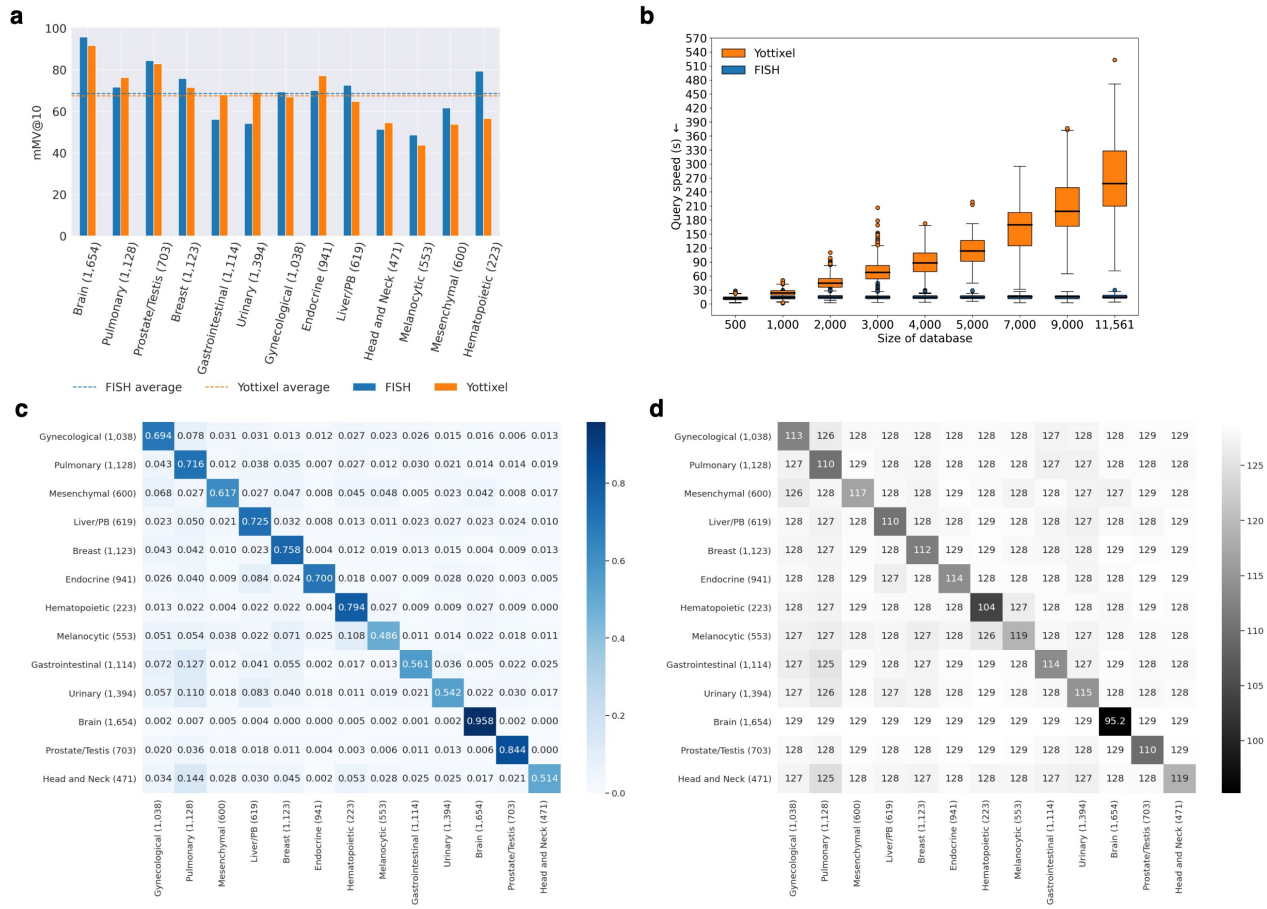 a
100
80
60
40
20
0
mMV@10
Brain (1,654)
Pulmonary (1,128)
Prostate/Testis (703)
Breast (1,123)
Gastrointestinal (1,114)
Urinary (1,394)
Gynecological (1,038)
Endocrine (941)
Liver/PB (619)
Head and Neck (471)
Melanocytic (553)
Mesenchymal (600)
Hematopoietic (223)
FISH average Yottixel average FISH Yottixel
b
570
540
510
480
450
420
390
360
330
300
270
240
210
180
150
120
90
60
30
0
Query speed (s) ←
Yottixel
FISH
500 1,000 2,000 3,000 4,000 5,000 7,000 9,000 11,561
Size of database
c
Gynecological (1,038) 0.694 0.078 0.031 0.031 0.013 0.012 0.027 0.023 0.026 0.015 0.016 0.006 0.013
Pulmonary (1,128) 0.043 0.716 0.012 0.038 0.035 0.007 0.027 0.012 0.030 0.021 0.014 0.014 0.019
Mesenchymal (600) 0.068 0.027 0.617 0.027 0.047 0.008 0.045 0.048 0.005 0.023 0.042 0.008 0.017
Liver/PB (619) 0.023 0.050 0.021 0.725 0.032 0.008 0.013 0.011 0.023 0.027 0.023 0.024 0.010
Breast (1,123) 0.043 0.042 0.010 0.023 0.758 0.004 0.012 0.019 0.013 0.015 0.004 0.009 0.013
Endocrine (941) 0.026 0.040 0.009 0.084 0.024 0.700 0.018 0.007 0.009 0.028 0.020 0.003 0.005
Hematopoietic (223) 0.013 0.022 0.004 0.022 0.022 0.004 0.794 0.027 0.009 0.009 0.027 0.009 0.000
Melanocytic (553) 0.051 0.054 0.038 0.022 0.071 0.025 0.108 0.486 0.011 0.014 0.022 0.018 0.011
Gastrointestinal (1,114) 0.072 0.127 0.012 0.041 0.055 0.002 0.017 0.013 0.561 0.036 0.005 0.022 0.025
Urinary (1,394) 0.057 0.110 0.018 0.083 0.040 0.018 0.011 0.019 0.021 0.542 0.022 0.030 0.017
Brain (1,654) 0.002 0.007 0.005 0.004 0.000 0.000 0.002 0.006 0.001 0.002 0.958 0.002 0.000
Prostate/Testis (703) 0.020 0.036 0.018 0.018 0.011 0.004 0.003 0.006 0.011 0.013 0.006 0.844 0.000
Head and Neck (471) 0.034 0.144 0.028 0.030 0.045 0.002 0.053 0.028 0.025 0.025 0.017 0.021 0.514
Gynecological (1,038)
Pulmonary (1,128)
Mesenchymal (600)
Liver/PB (619)
Breast (1,123)
Endocrine (941)
Hematopoietic (223)
Melanocytic (553)
Gastrointestinal (1,114)
Urinary (1,394)
Brain (1,654)
Prostate/Testis (703)
Head and Neck (471)
0.8
0.6
0.4
0.2
0.0
d
Gynecological (1,038) 113 126 128 128 128 128 128 128 127 128 128 129 129
Pulmonary (1,128) 127 110 129 128 128 128 128 128 127 127 128 128 128
Mesenchymal (600) 126 128 117 128 128 129 128 128 128 127 127 129 128
Liver/PB (619) 128 127 128 110 128 128 129 128 128 127 128 128 129
Breast (1,123) 128 127 128 128 112 129 129 128 128 128 129 129 128
Endocrine (941) 128 128 129 127 128 114 128 128 128 128 128 129 129
Hematopoietic (223) 128 127 129 128 128 128 104 127 128 128 128 128 129
Melanocytic (553) 127 127 128 128 127 128 126 119 128 128 128 128 128
Gastrointestinal (1,114) 127 125 128 128 128 129 128 128 114 127 129 128 128
Urinary (1,394) 127 126 128 127 128 128 129 128 128 115 128 128 128
Brain (1,654) 129 129 129 129 129 129 129 129 129 129 95.2 129 129
Prostate/Testis (703) 128 128 129 128 128 129 129 129 128 128 129 110 129
Head and Neck (471) 127 125 128 128 128 129 128 128 127 127 128 128 119
Gynecological (1,038)
Pulmonary (1,128)
Mesenchymal (600)
Liver/PB (619)
Breast (1,123)
Endocrine (941)
Hematopoietic (223)
Melanocytic (553)
Gastrointestinal (1,114)
Urinary (1,394)
Brain (1,654)
Prostate/Testis (703)
Head and Neck (471)
125
120
115
110
105
100